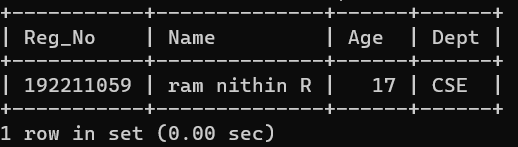 +-----------+--------------+------+------+
| Reg_No    | Name         | Age  | Dept |
+-----------+--------------+------+------+
| 192211059 | ram nithin R |   17 | CSE  |
+-----------+--------------+------+------+
1 row in set (0.00 sec)